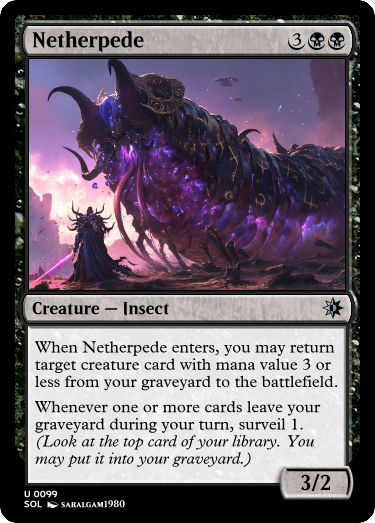 Netherpede 3
Creature — Insect
When Netherpede enters, you may return
target creature card with mana value 3 or
less from your graveyard to the battlefield.
Whenever one or more cards leave your
graveyard during your turn, surveil 1.
(Look at the top card of your library. You
may put it into your graveyard.)
3/2
U 0099
SOL SARALGAM1980